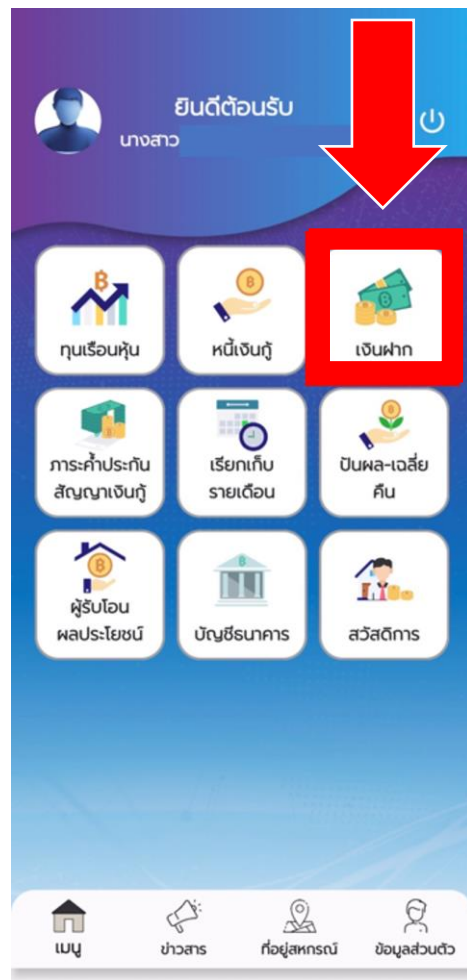 ยินดีต้อนรับ
นางสาว
ทุนเรือนหุ้น
หนี้เงินกู้
เงินฝาก
ภาระค้ำประกัน
สัญญาเงินกู้
เรียกเก็บ
รายเดือน
ปันผล-เฉลี่ย
คืน
ผู้รับโอน
ผลประโยชน์
บัญชีธนาคาร
สวัสดิการ
เมนู
ข่าวสาร
ที่อยู่สหกรณ์
ข้อมูลส่วนตัว